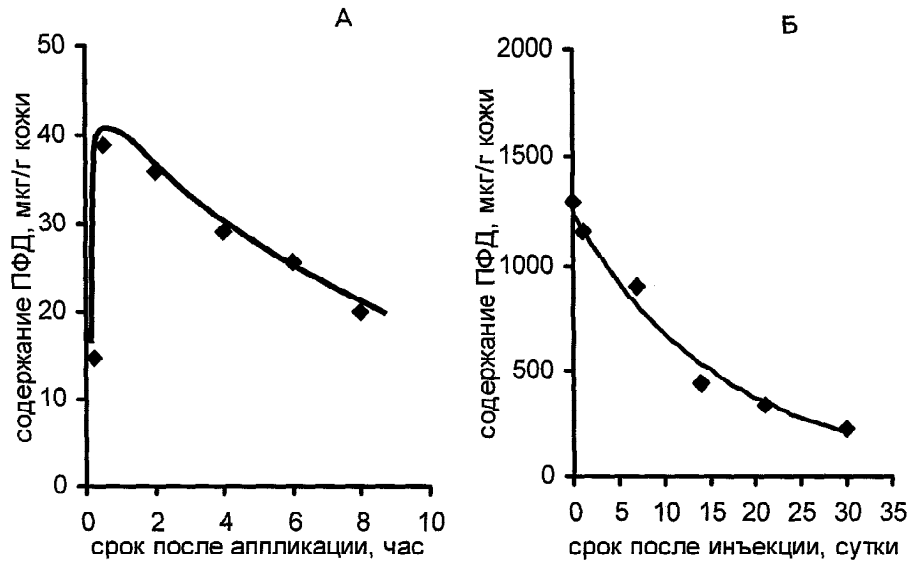 А
содержание ПФД, мкг/г кожи
50
40
30
20
10
0
0 2 4 6 8 10
срок после аппликации, час
Б
содержание ПФД, мкг/г кожи
2000
1500
1000
500
0
0 5 10 15 20 25 30 35
срок после инъекции, сутки